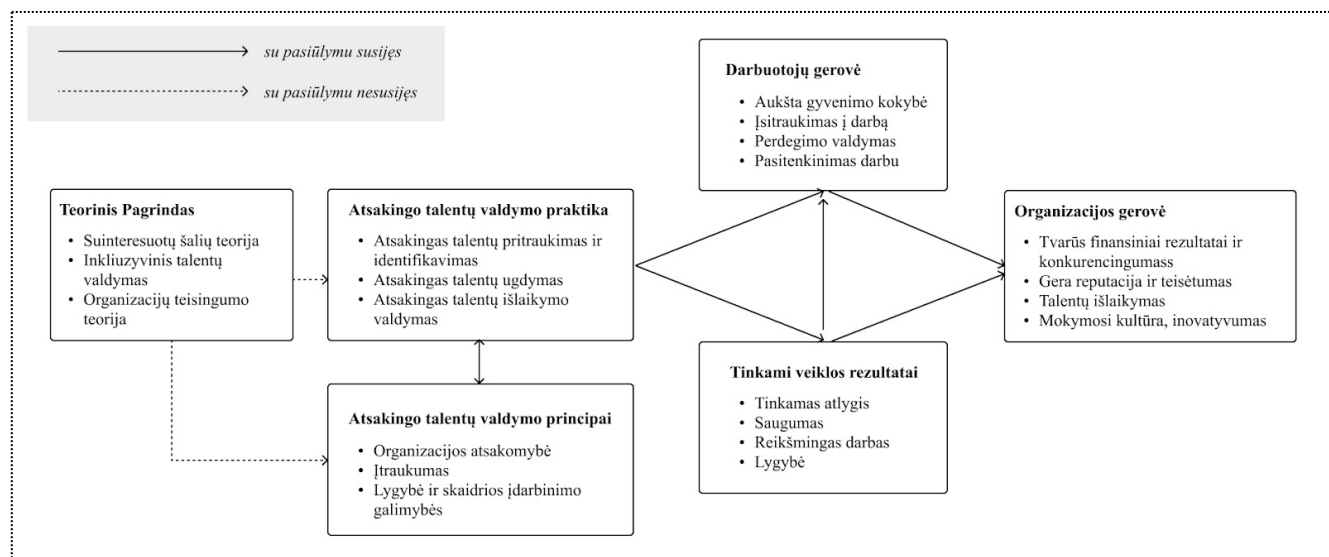 su pasiūlymu susijęs
su pasiūlymu nesusijęs
Darbuotojų gerovė
• Aukšta gyvenimo kokybė
• Įsitraukimas į darbą
• Perdegimo valdymas
• Pasitenkinimas darbu
Teorinis Pagrindas
• Suinteresuotų šalių teorija
• Inkliuzyvinis talentų
valdymas
• Organizacijų teisingumo
teorija
Atsakingo talentų valdymo praktika
• Atsakingas talentų pritraukimas ir
identifikavimas
• Atsakingas talentų ugdymas
• Atsakingas talentų išlaikymo
valdymas
Organizacijos gerovė
• Tvarūs finansiniai rezultatai ir
konkurencingumass
• Gera reputacija ir teisėtumas
• Talentų išlaikymas
• Mokymosi kultūra, inovatyvumas
Atsakingo talentų valdymo principai
• Organizacijos atsakomybė
• Įtraukumas
• Lygybė ir skaidrios įdarbinimo
galimybės
Tinkami veiklos rezultatai
• Tinkamas atlygis
• Saugumas
• Reikšmingas darbas
• Lygybė